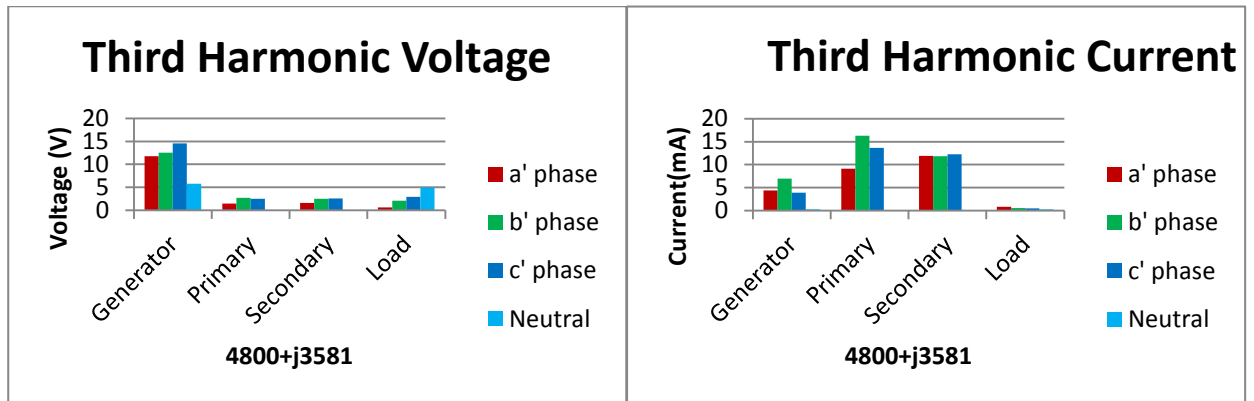 Third Harmonic Voltage
Voltage (V)
20
15
10
5
0
Generator
Primary
Secondary
Load
4800+j3581
a' phase
b' phase
c' phase
Neutral
Third Harmonic Current
Current(mA)
20
15
10
5
0
Generator
Primary
Secondary
Load
4800+j3581
a' phase
b' phase
c' phase
Neutral